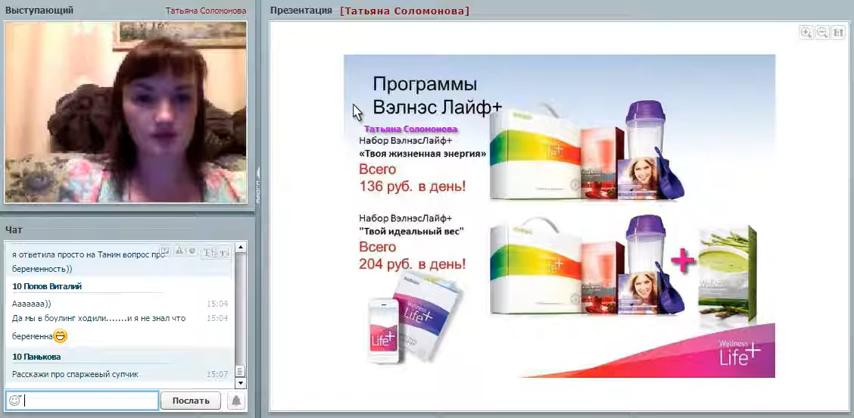 Выступающий
Татьяна Соломонова
Чат
я ответила просто на Танин вопрос про
беременность))
10 Попов Виталий
Ааааааа))
15:04
Да мы в боулинг ходили.......и я не знал что
15:04
беременна
10 Панькова
Расскажи про спаржевый супчик
15:07
Послать
Презентация
[Татьяна Соломонова]
Программы
Вэлнэс Лайф+
Татьяна Соломонова
Набор ВэлнэсЛайф+
«Твоя жизненная энергия»
Всего
136 руб. в день!
Набор ВэлнэсЛайф+
"Твой идеальный вес"
Всего
204 руб. в день!
Life+
Life+
Wellness
Life+